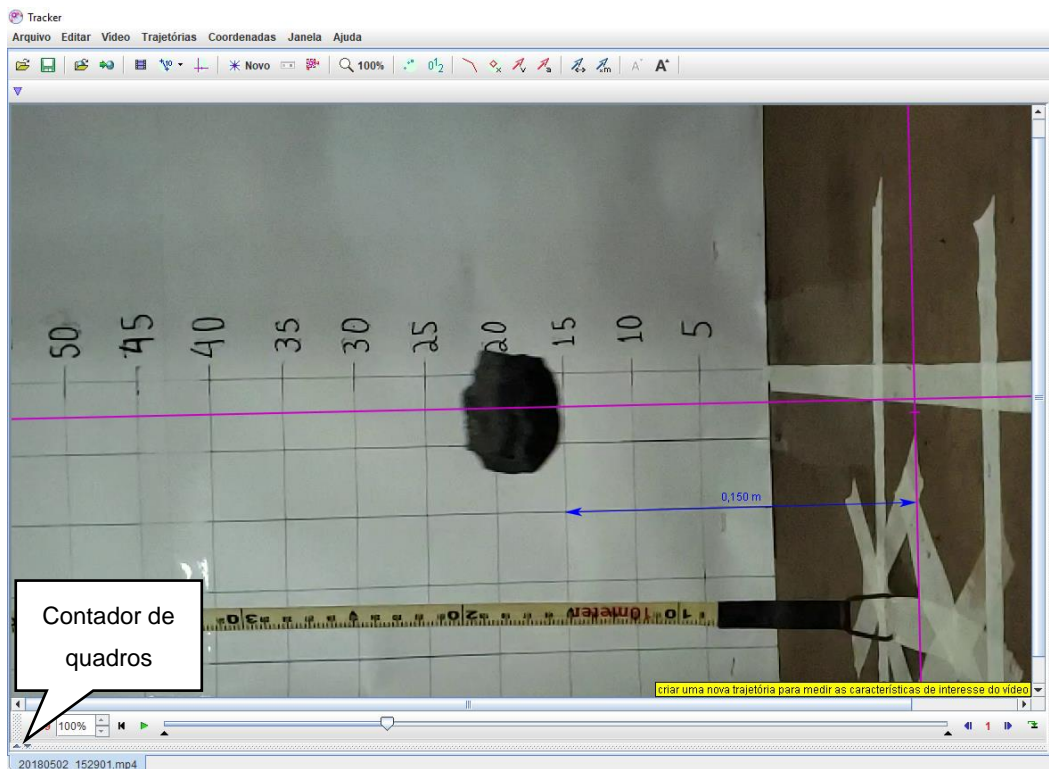 Tracker
Arquivo Editar Vídeo Trajetórias Coordenadas Janela Ajuda
Novo 100%
50 45 40 35 30 25 20 15 10 5
0,150 m
10meter
criar uma nova trajetória para medir as características de interesse do vídeo
Contador de
quadros
100% 1
20180502_152901.mp4